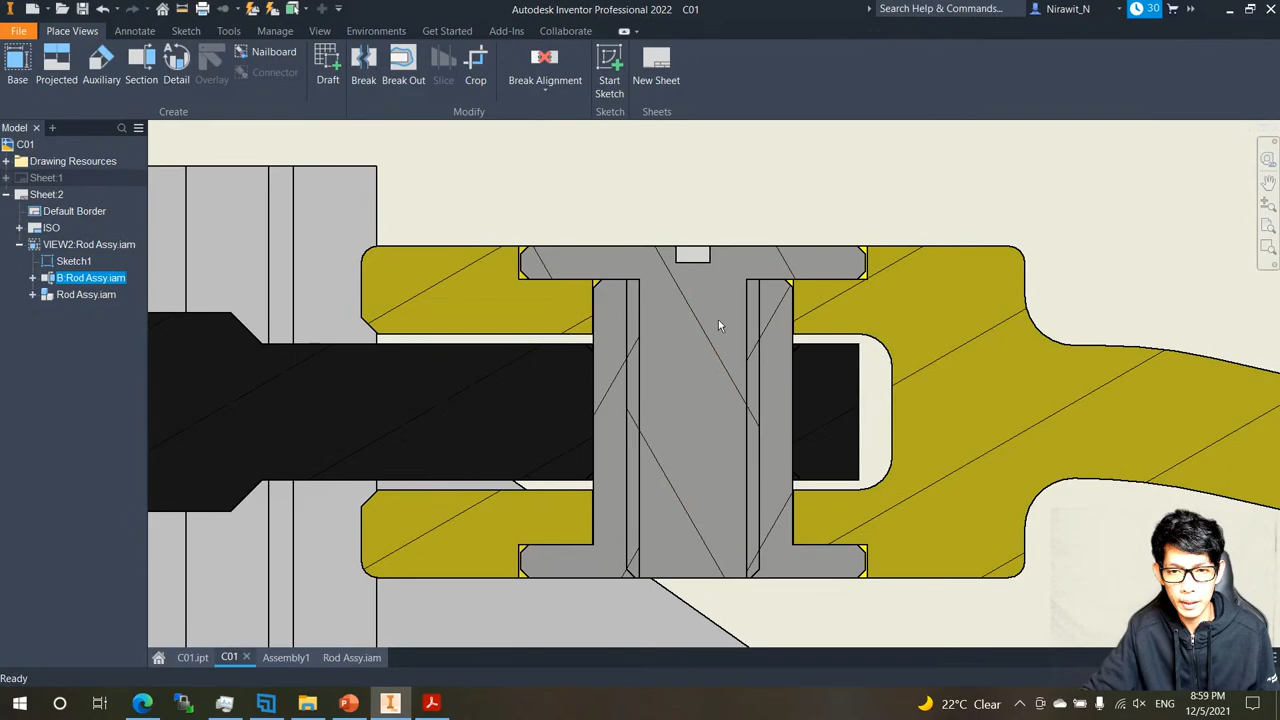 Autodesk Inventor Professional 2022 C01
Search Help & Commands...
Nirawit_N
30
File
Place Views
Annotate
Sketch
Tools
Manage
View
Environments
Get Started
Add-Ins
Collaborate
Base
Projected
Auxiliary
Section
Detail
Overlay
Nailboard
Connector
Draft
Break
Break Out
Slice
Crop
Break Alignment
Start
Sketch
New Sheet
Create
Modify
Sketch
Sheets
Model
C01
Drawing Resources
Sheet:1
Sheet:2
Default Border
ISO
VIEW2:Rod Assy.iam
Sketch1
B:Rod Assy.iam
Rod Assy.iam
C01.ipt
C01
Assembly1
Rod Assy.iam
Ready
22°C Clear
ENG
8:59 PM
12/5/2021